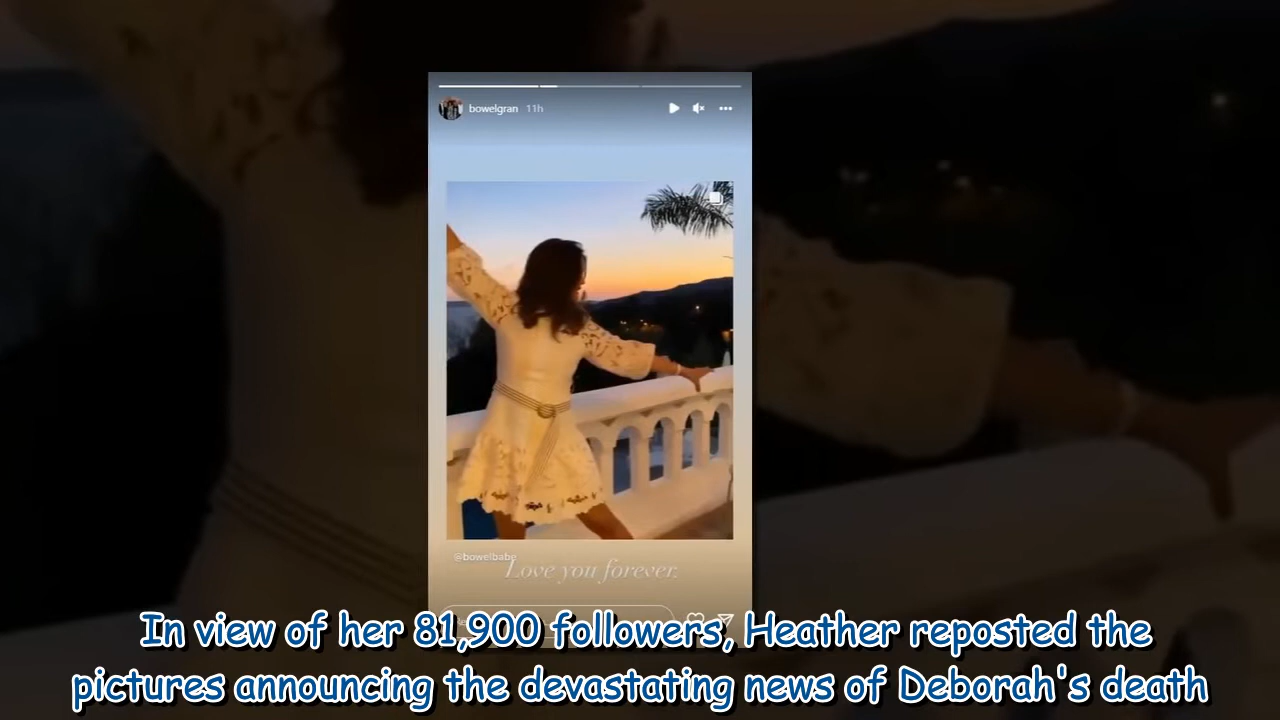 bowelgran 11h
@bowelbabe
Love you forever.
In view of her 81,900 followers, Heather reposted the
pictures announcing the devastating news of Deborah's death